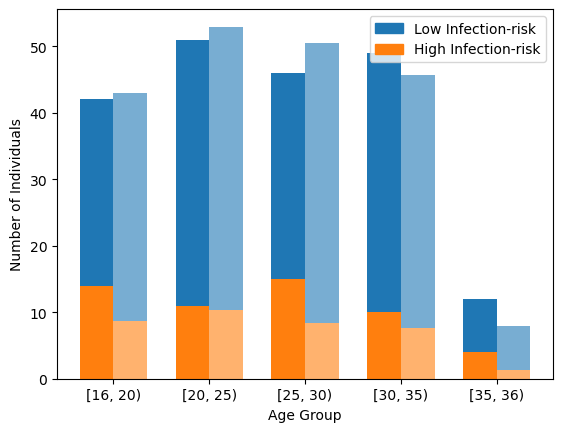 Low Infection-risk
High Infection-risk
50
40
30
20
10
0
Number of Individuals
[16, 20)
[20, 25)
[25, 30)
[30, 35)
[35, 36)
Age Group